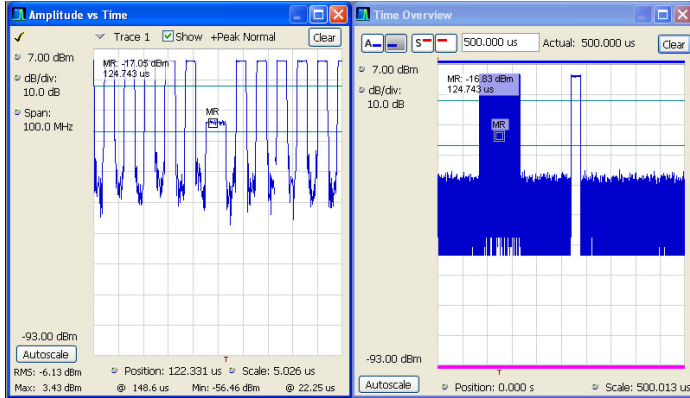 Amplitude vs Time
Trace 1 Show +Peak Normal Clear
7.00 dBm
dB/div:
10.0 dB
Span:
100.0 MHz
MR: -17.05 dBm
124.743 us
MR
-93.00 dBm
Autoscale
Position: 122.331 us Scale: 5.026 us
RMS: -6.13 dBm
Max: 3.43 dBm @ 148.6 us Min: -56.46 dBm @ 22.25 us
T
Time Overview
A S 500.000 us Actual: 500.000 us Clear
7.00 dBm
dB/div:
10.0 dB
MR: -16.83 dBm
124.743 us
MR
-93.00 dBm
T
Autoscale
Position: 0.000 s Scale: 500.013 us